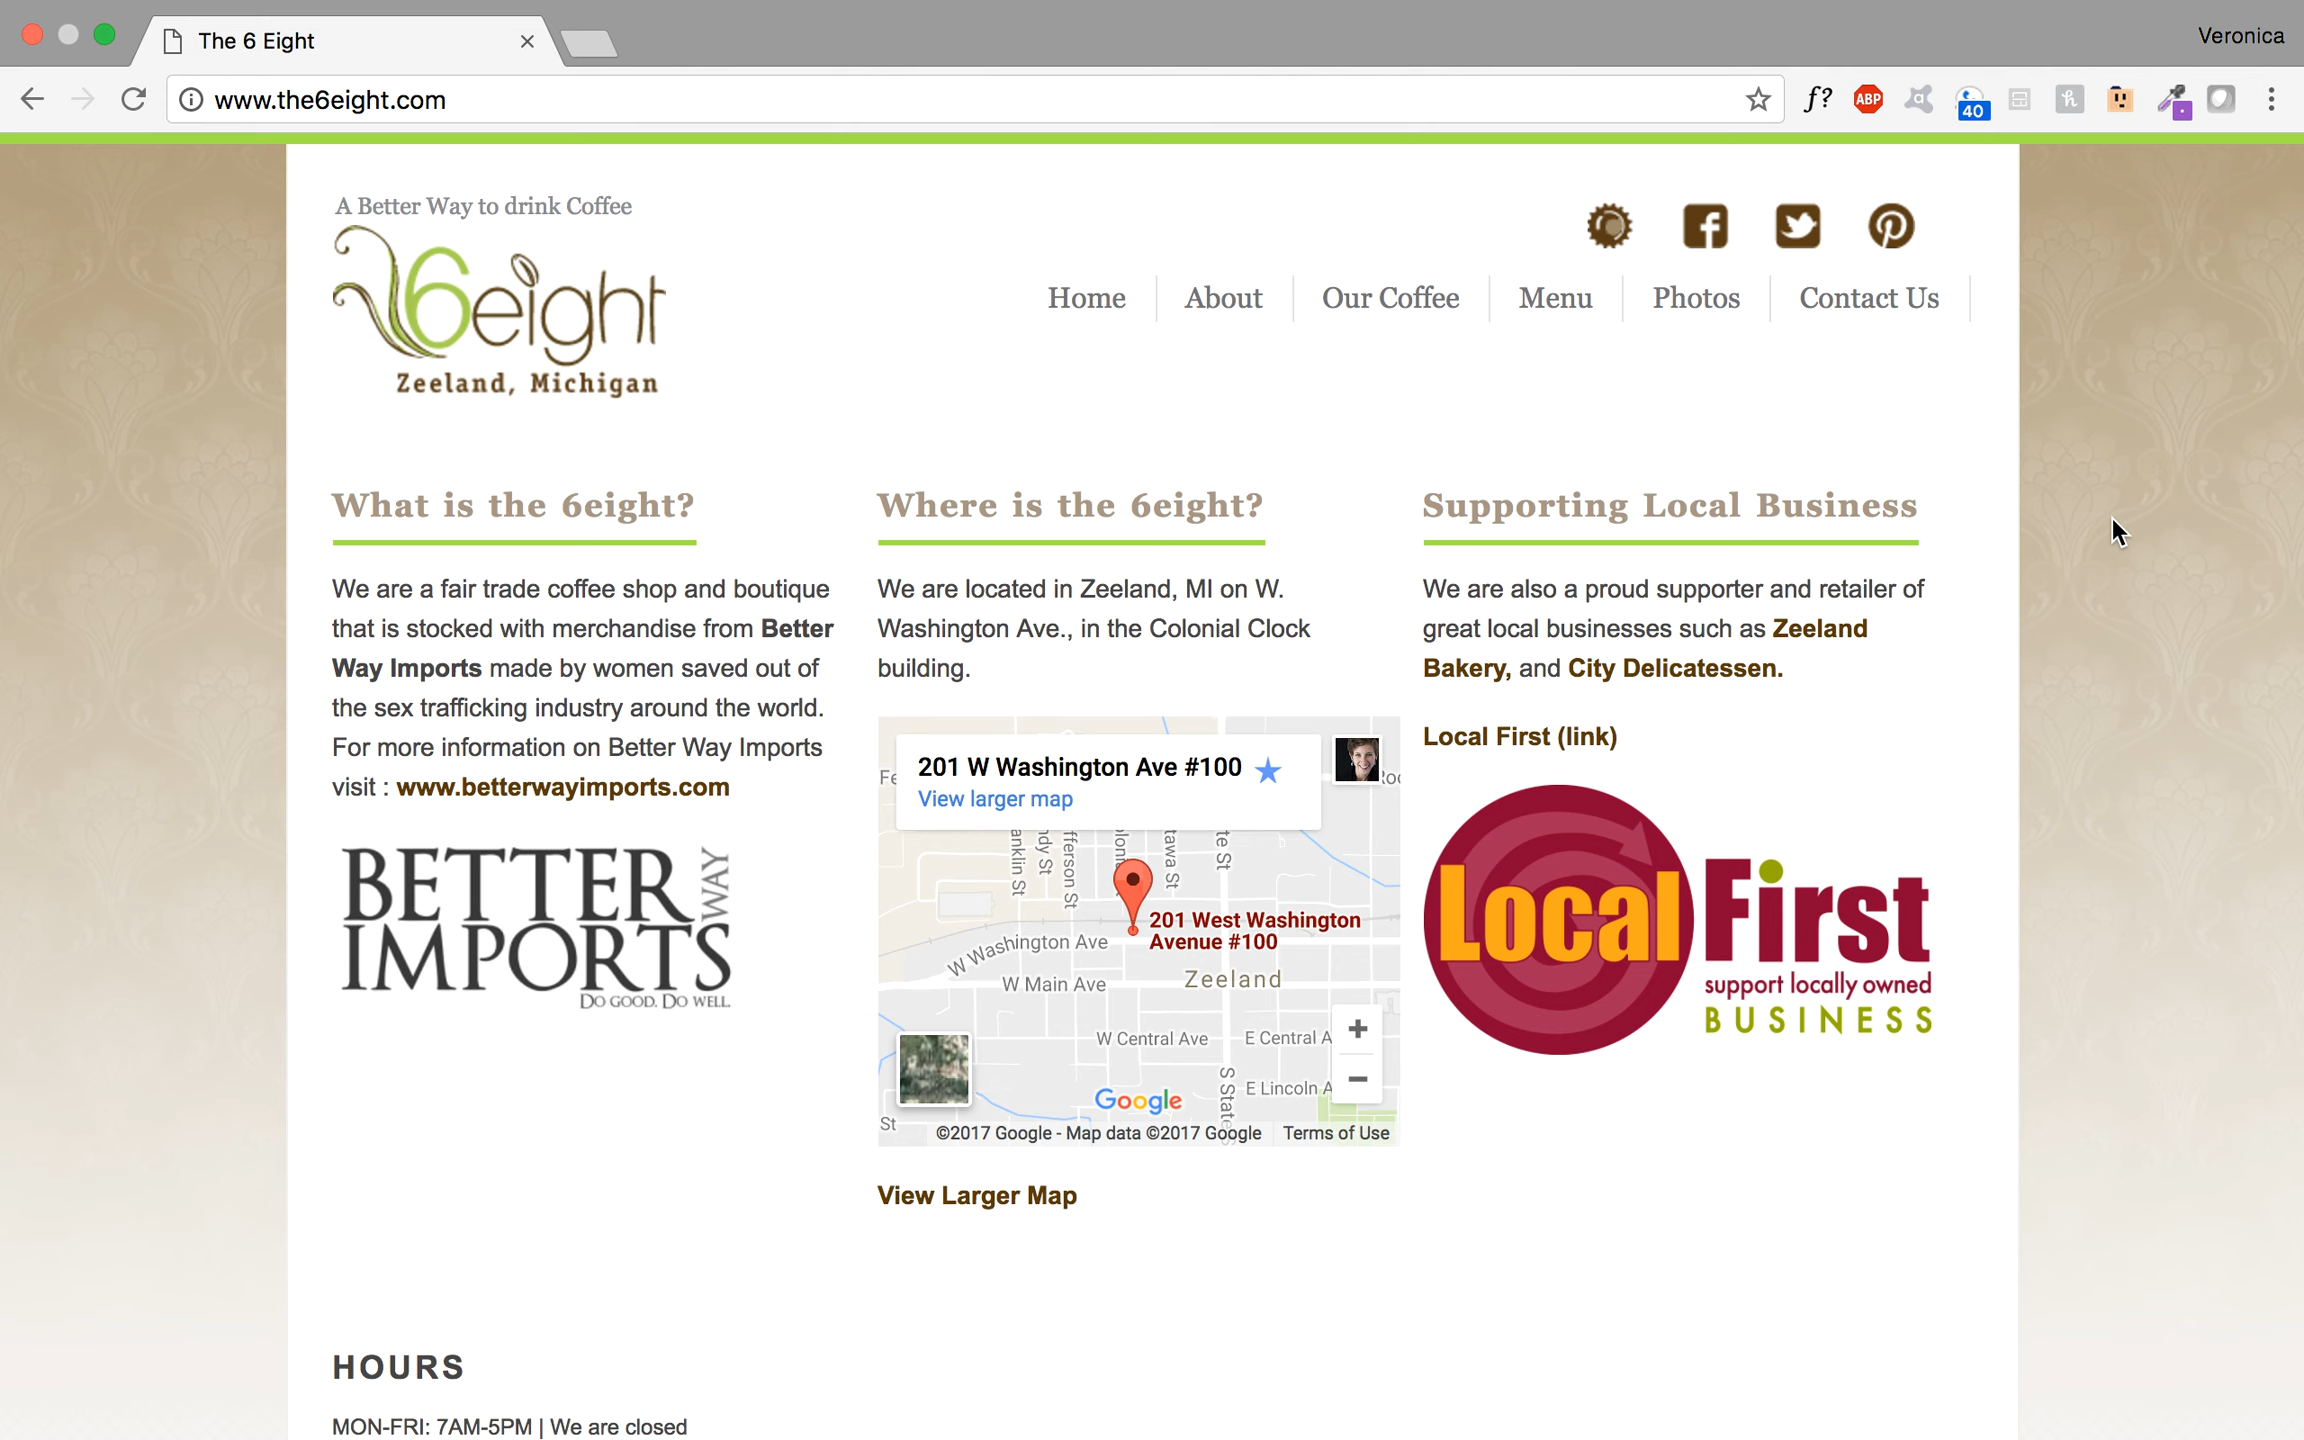 The 6 Eight
Veronica
www.the6eight.com
f?
ABP
40
A Better Way to drink Coffee
6eight
Zeeland, Michigan
Home
About
Our Coffee
Menu
Photos
Contact Us
What is the 6eight?
We are a fair trade coffee shop and boutique
that is stocked with merchandise from Better
Way Imports made by women saved out of
the sex trafficking industry around the world.
For more information on Better Way Imports
visit : www.betterwayimports.com
BETTER WAY
IMPORTS
DO GOOD. DO WELL.
Where is the 6eight?
We are located in Zeeland, MI on W.
Washington Ave., in the Colonial Clock
building.
201 W Washington Ave #100
View larger map
201 West Washington
Avenue #100
W Washington Ave
W Main Ave
Zeeland
W Central Ave
E Central A
E Lincoln A
S State
St
Google
©2017 Google - Map data ©2017 Google
Terms of Use
View Larger Map
Supporting Local Business
We are also a proud supporter and retailer of
great local businesses such as Zeeland
Bakery, and City Delicatessen.
Local First (link)
Local First
support locally owned
BUSINESS
HOURS
MON-FRI: 7AM-5PM | We are closed